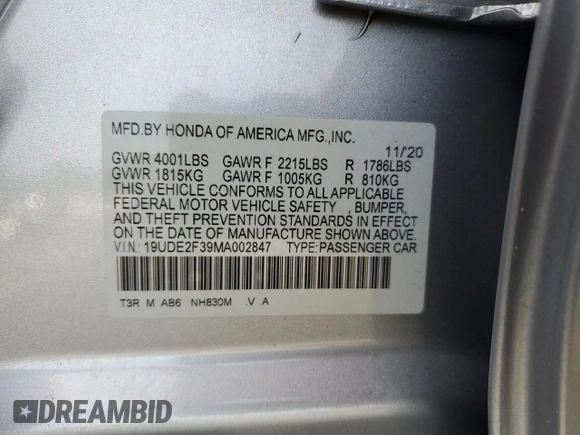 MFD.BY HONDA OF AMERICA MFG.,INC.
11/20
GVWR 4001LBS GAWR F 2215LBS R 1786LBS
GVWR 1815KG GAWR F 1005KG R 810KG
THIS VEHICLE CONFORMS TO ALL APPLICABLE
FEDERAL MOTOR VEHICLE SAFETY , BUMPER,
AND THEFT PREVENTION STANDARDS IN EFFECT
ON THE DATE OF MANUFACTURE SHOWN ABOVE.
V.I.N: 19UDE2F39MA002847 TYPE:PASSENGER CAR
T3R M AB6 NH830M .V .A
DREAMBID